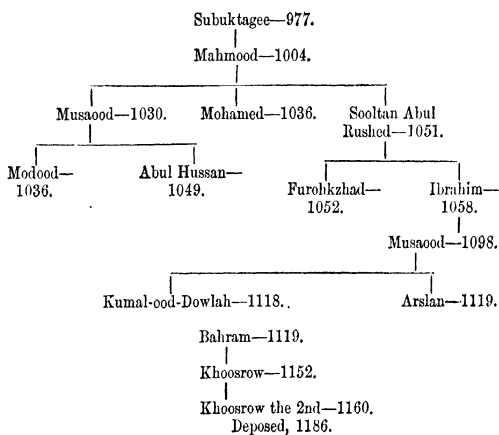 Subuktagee—977.
Mahmood—1004.
Musaood—1030. Mohamed—1036. Sooltan Abul
Rushed—1051.
Modood— Abul Hussan— Furohkzhad— Ibrahim—
1036. 1049. 1052. 1058.
Musaood—1098.
Kumal-ood-Dowlah—1118. Arslan—1119.
Bahram—1119.
Khoosrow—1152.
Khoosrow the 2nd—1160.
Deposed, 1186.